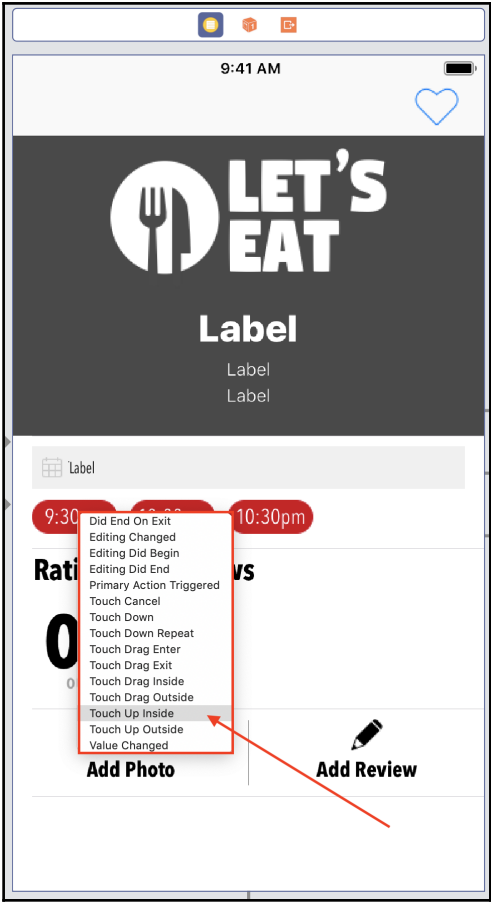 9:41 AM
LET'S
EAT
Label
Label
Label
Label
9:30
10:30pm
Did End On Exit
Editing Changed
Editing Did Begin
Editing Did End
Primary Action Triggered
Touch Cancel
Touch Down
Touch Down Repeat
Touch Drag Enter
Touch Drag Exit
Touch Drag Inside
Touch Drag Outside
Touch Up Inside
Touch Up Outside
Value Changed
Rati
ws
0
Add Photo
Add Review